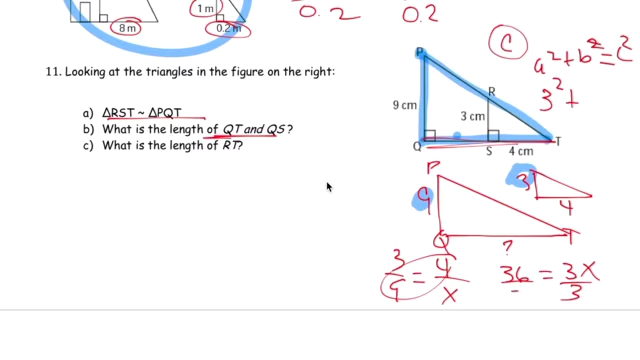 1 m
8 m
0.2 m
0.2
0.2
11. Looking at the triangles in the figure on the right:
a) ΔRST ~ ΔPQT
b) What is the length of QT and QS?
c) What is the length of RT?
C
a² + b² = c²
3² +
P
R
9 cm
3 cm
Q
S
4 cm
T
P
9
Q
?
T
3
4
3/9 = 4/x
36 = 3x/3